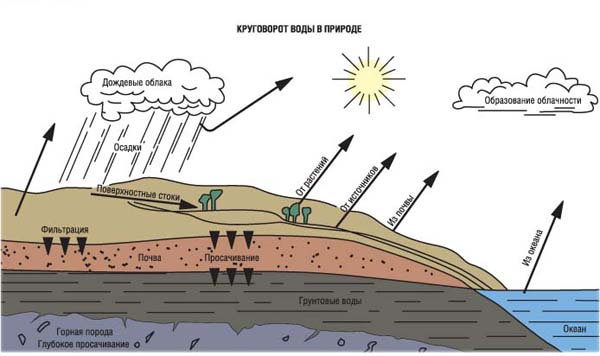 КРУГОВОРОТ ВОДЫ В ПРИРОДЕ
Дождевые облака
Образование облачности
Осадки
Поверхностные стоки
От растений
От источников
Из почвы
Из океана
Фильтрация
Почва
Просачивание
Грунтовые воды
Горная порода
Глубокое просачивание
Океан